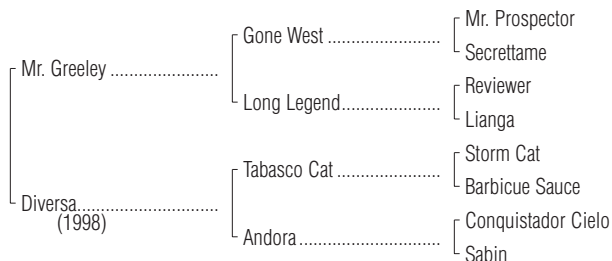 Mr. Prospector
Gone West
Secrettame
Mr. Greeley
Reviewer
Long Legend
Lianga
Storm Cat
Tabasco Cat
Barbicue Sauce
Diversa
(1998)
Conquistador Cielo
Andora
Sabin